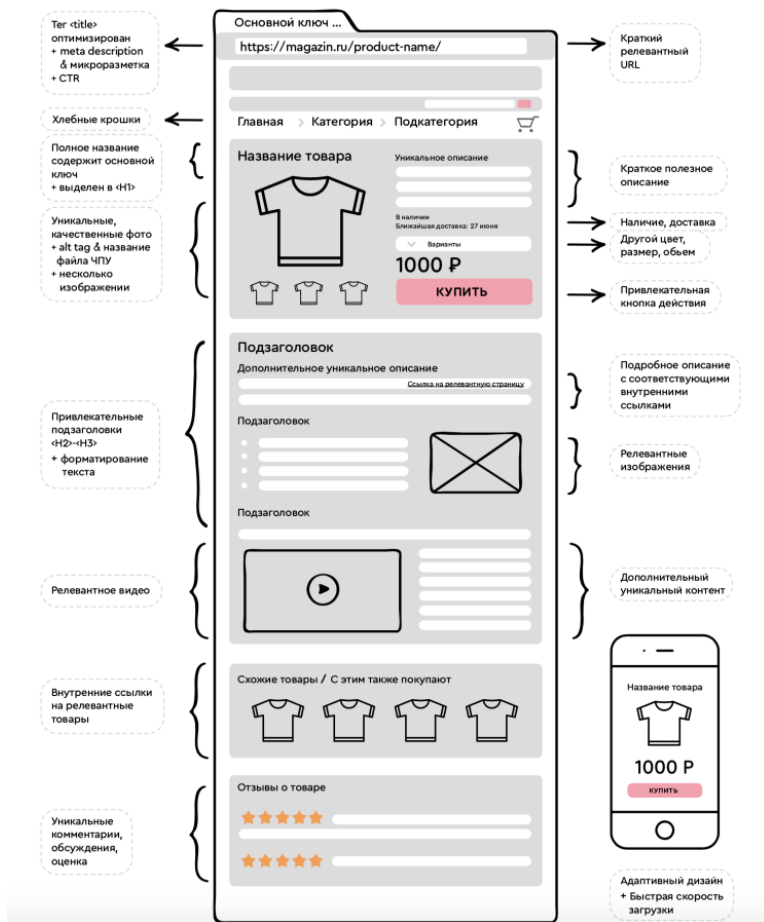 Основной ключ ...
https://magazin.ru/product-name/
Тег <title>
оптимизирован
+ meta description
& микроразметка
+ CTR
Краткий
релевантный
URL
Хлебные крошки
Главная > Категория > Подкатегория
Полное название
содержит основной
ключ
+ выделен в <H1>
Название товара
Уникальное описание
Краткое полезное
описание
Уникальные,
качественные фото
+ alt tag & название
файла ЧПУ
+ несколько
изображении
В наличии
Ближайшая доставка: 27 июня
Варианты
1000 ₽
КУПИТЬ
Наличие, доставка
Другой цвет,
размер, обьем
Привлекательная
кнопка действия
Привлекательные
подзаголовки
<H2>-<H3>
+ форматирование
текста
Подзаголовок
Дополнительное уникальное описание
Ссылка на релевантную страницу
Подзаголовок
Подзаголовок
Подробное описание
с соответствующими
внутренними
ссылками
Релевантные
изображения
Релевантное видео
Дополнительный
уникальный контент
Внутренние ссылки
на релевантные
товары
Схожие товары / С этим также покупают
Уникальные
комментарии,
обсуждения,
оценка
Отзывы о товаре
Название товара
1000 ₽
КУПИТЬ
Адаптивный дизайн
+ Быстрая скорость
загрузки